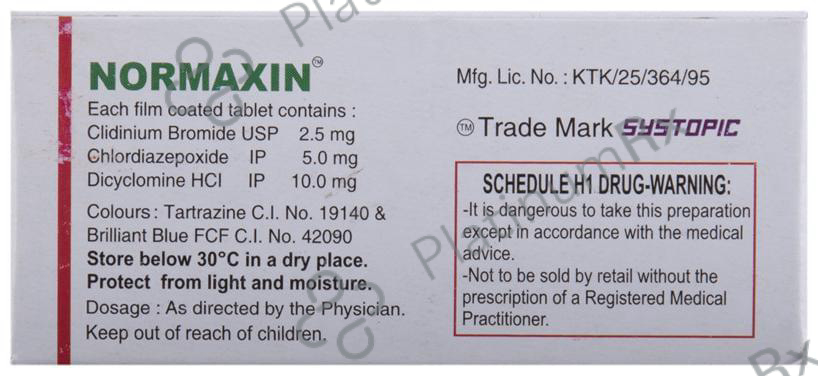 NORMAXIN™
Each film coated tablet contains :
Clidinium Bromide USP 2.5 mg
Chlordiazepoxide IP 5.0 mg
Dicyclomine HCl IP 10.0 mg
Colours : Tartrazine C.I. No. 19140 &
Brilliant Blue FCF C.I. No. 42090
Store below 30°C in a dry place.
Protect from light and moisture.
Dosage : As directed by the Physician.
Keep out of reach of children.
Mfg. Lic. No. : KTK/25/364/95
™ Trade Mark SYSTOPIC
SCHEDULE H1 DRUG-WARNING:
-It is dangerous to take this preparation
except in accordance with the medical
advice.
-Not to be sold by retail without the
prescription of a Registered Medical
Practitioner.
PlatinumRx